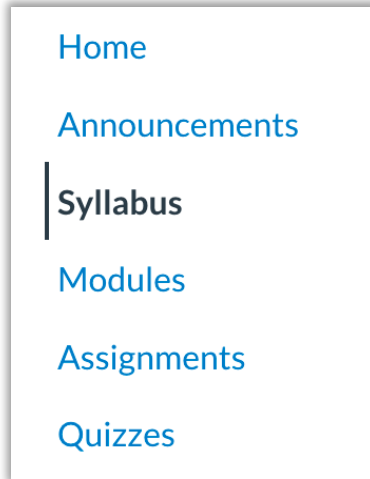 Home
Announcements
Syllabus
Modules
Assignments
Quizzes